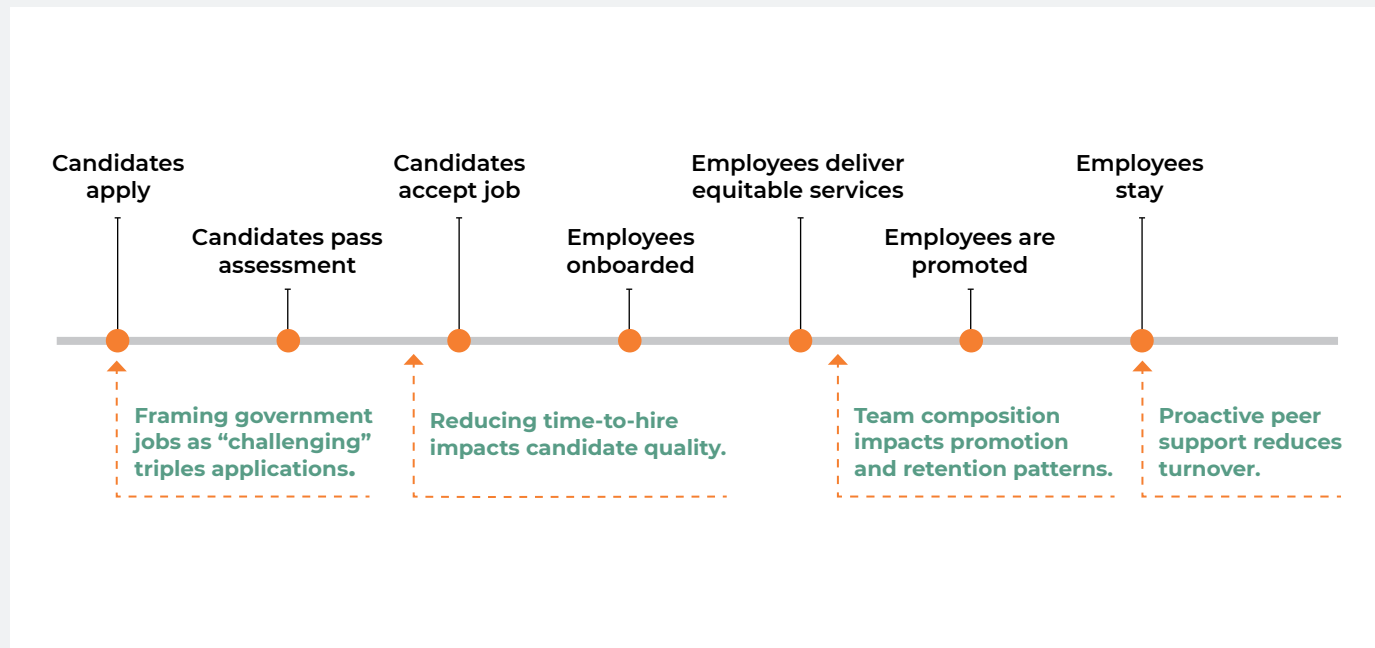 Candidates
apply
Candidates pass
assessment
Candidates
accept job
Employees
onboarded
Employees deliver
equitable services
Employees are
promoted
Employees
stay
Framing government
jobs as “challenging”
triples applications.
Reducing time-to-hire
impacts candidate quality.
Team composition
impacts promotion
and retention patterns.
Proactive peer
support reduces
turnover.